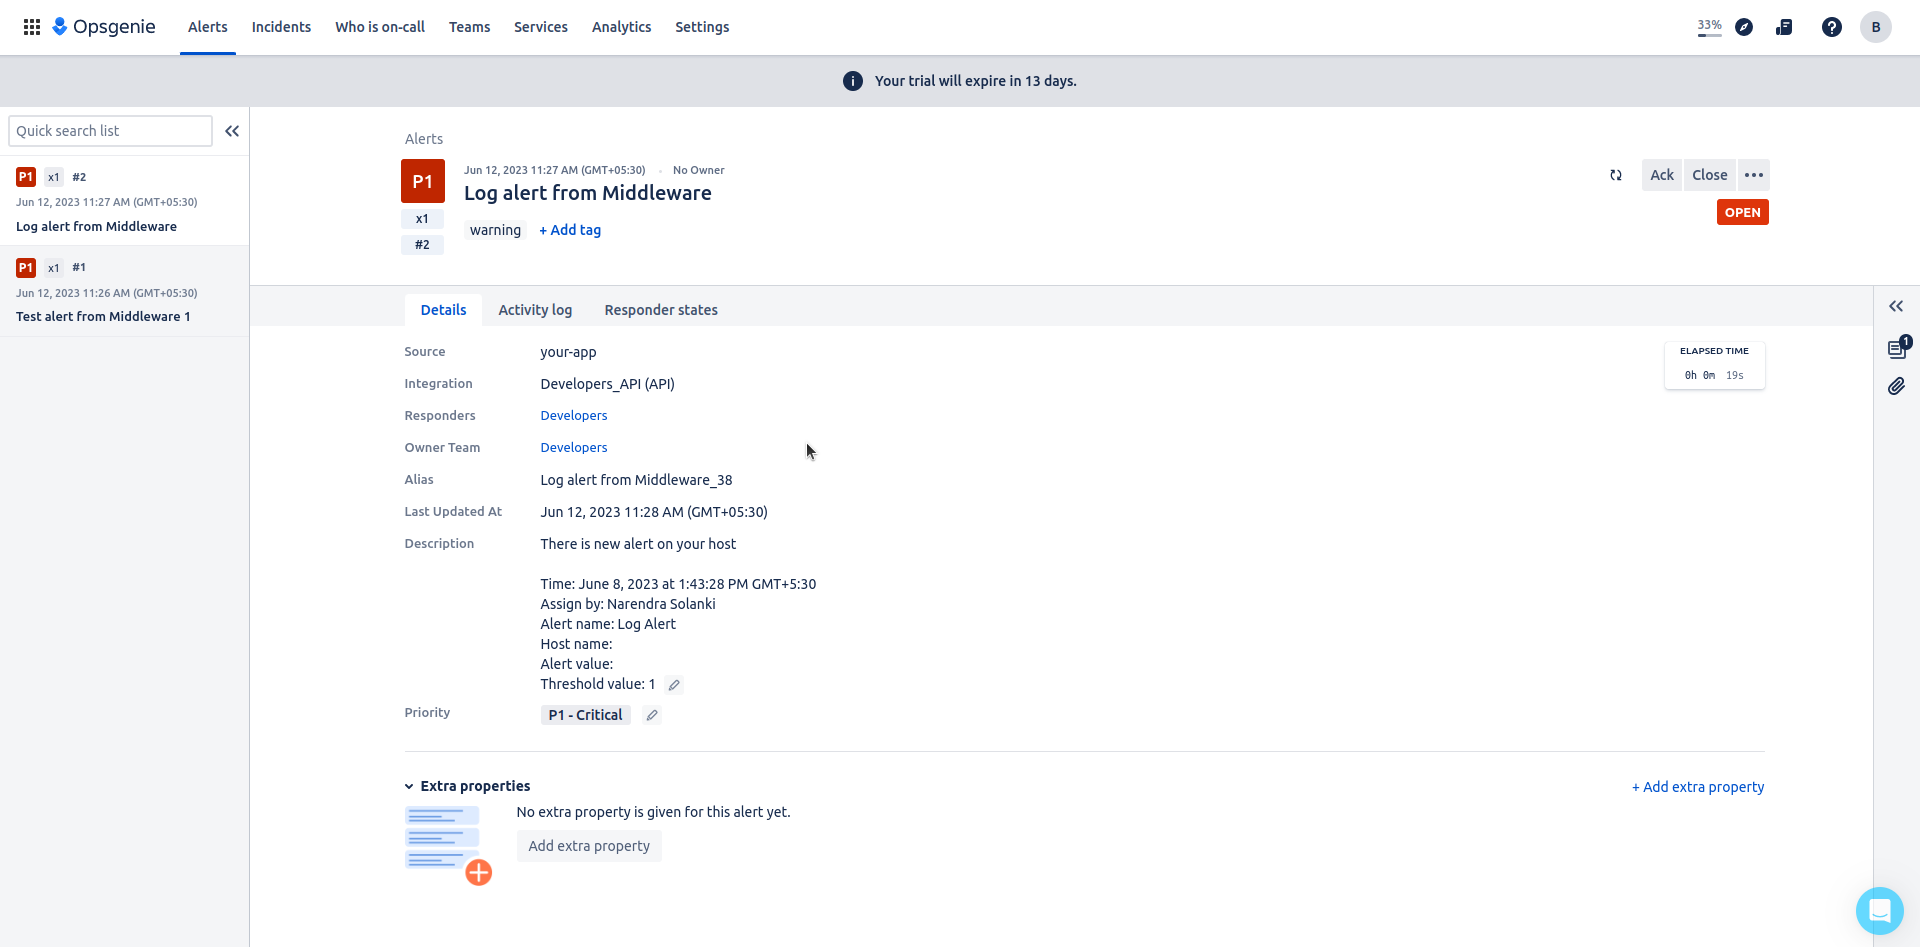 Opsgenie Alerts Incidents Who is on-call Teams Services Analytics Settings 33% B
Your trial will expire in 13 days.
Quick search list
P1 x1 #2
Jun 12, 2023 11:27 AM (GMT+05:30)
Log alert from Middleware
P1 x1 #1
Jun 12, 2023 11:26 AM (GMT+05:30)
Test alert from Middleware 1
Alerts
P1
x1
#2
Jun 12, 2023 11:27 AM (GMT+05:30) · No Owner
Log alert from Middleware
warning + Add tag
Ack Close
OPEN
Details Activity log Responder states
Source your-app
Integration Developers_API (API)
Responders Developers
Owner Team Developers
Alias Log alert from Middleware_38
Last Updated At Jun 12, 2023 11:28 AM (GMT+05:30)
Description There is new alert on your host
Time: June 8, 2023 at 1:43:28 PM GMT+5:30
Assign by: Narendra Solanki
Alert name: Log Alert
Host name:
Alert value:
Threshold value: 1
Priority P1 - Critical
ELAPSED TIME
0h 0m 19s
1
Extra properties
+ Add extra property
No extra property is given for this alert yet.
Add extra property